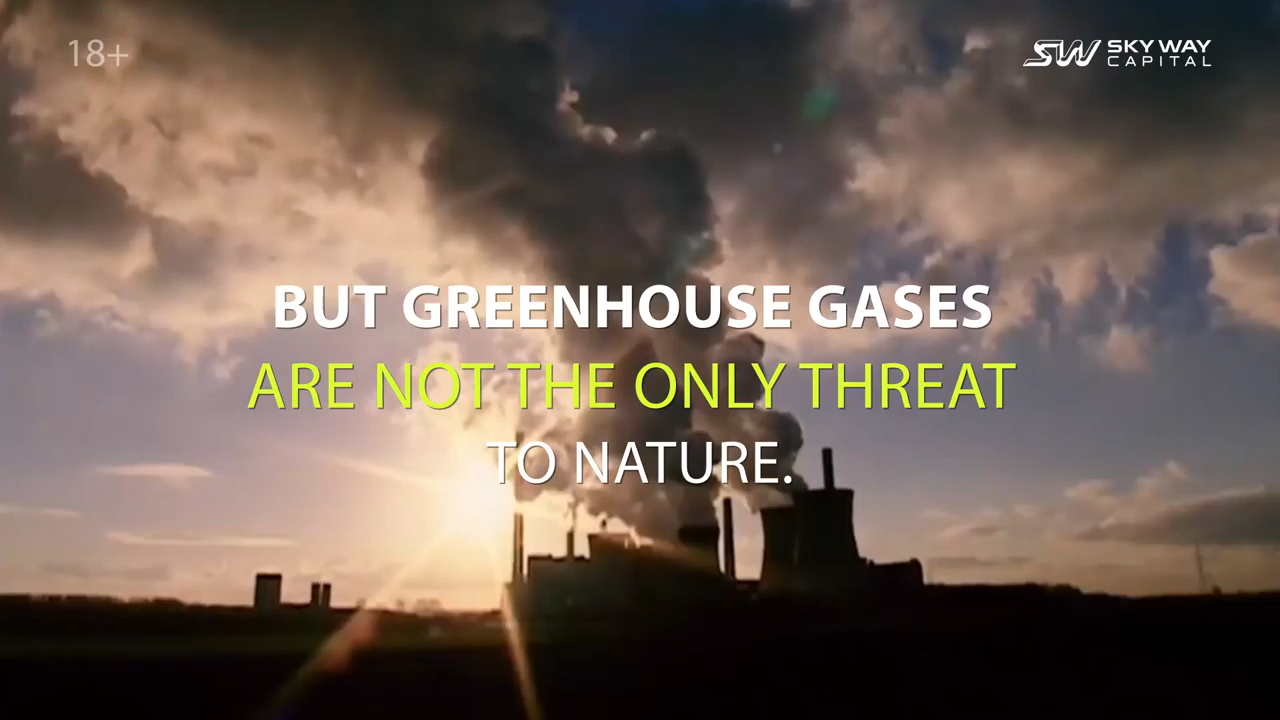 18+
SW SKY WAY
CAPITAL
BUT GREENHOUSE GASES
ARE NOT THE ONLY THREAT
TO NATURE.